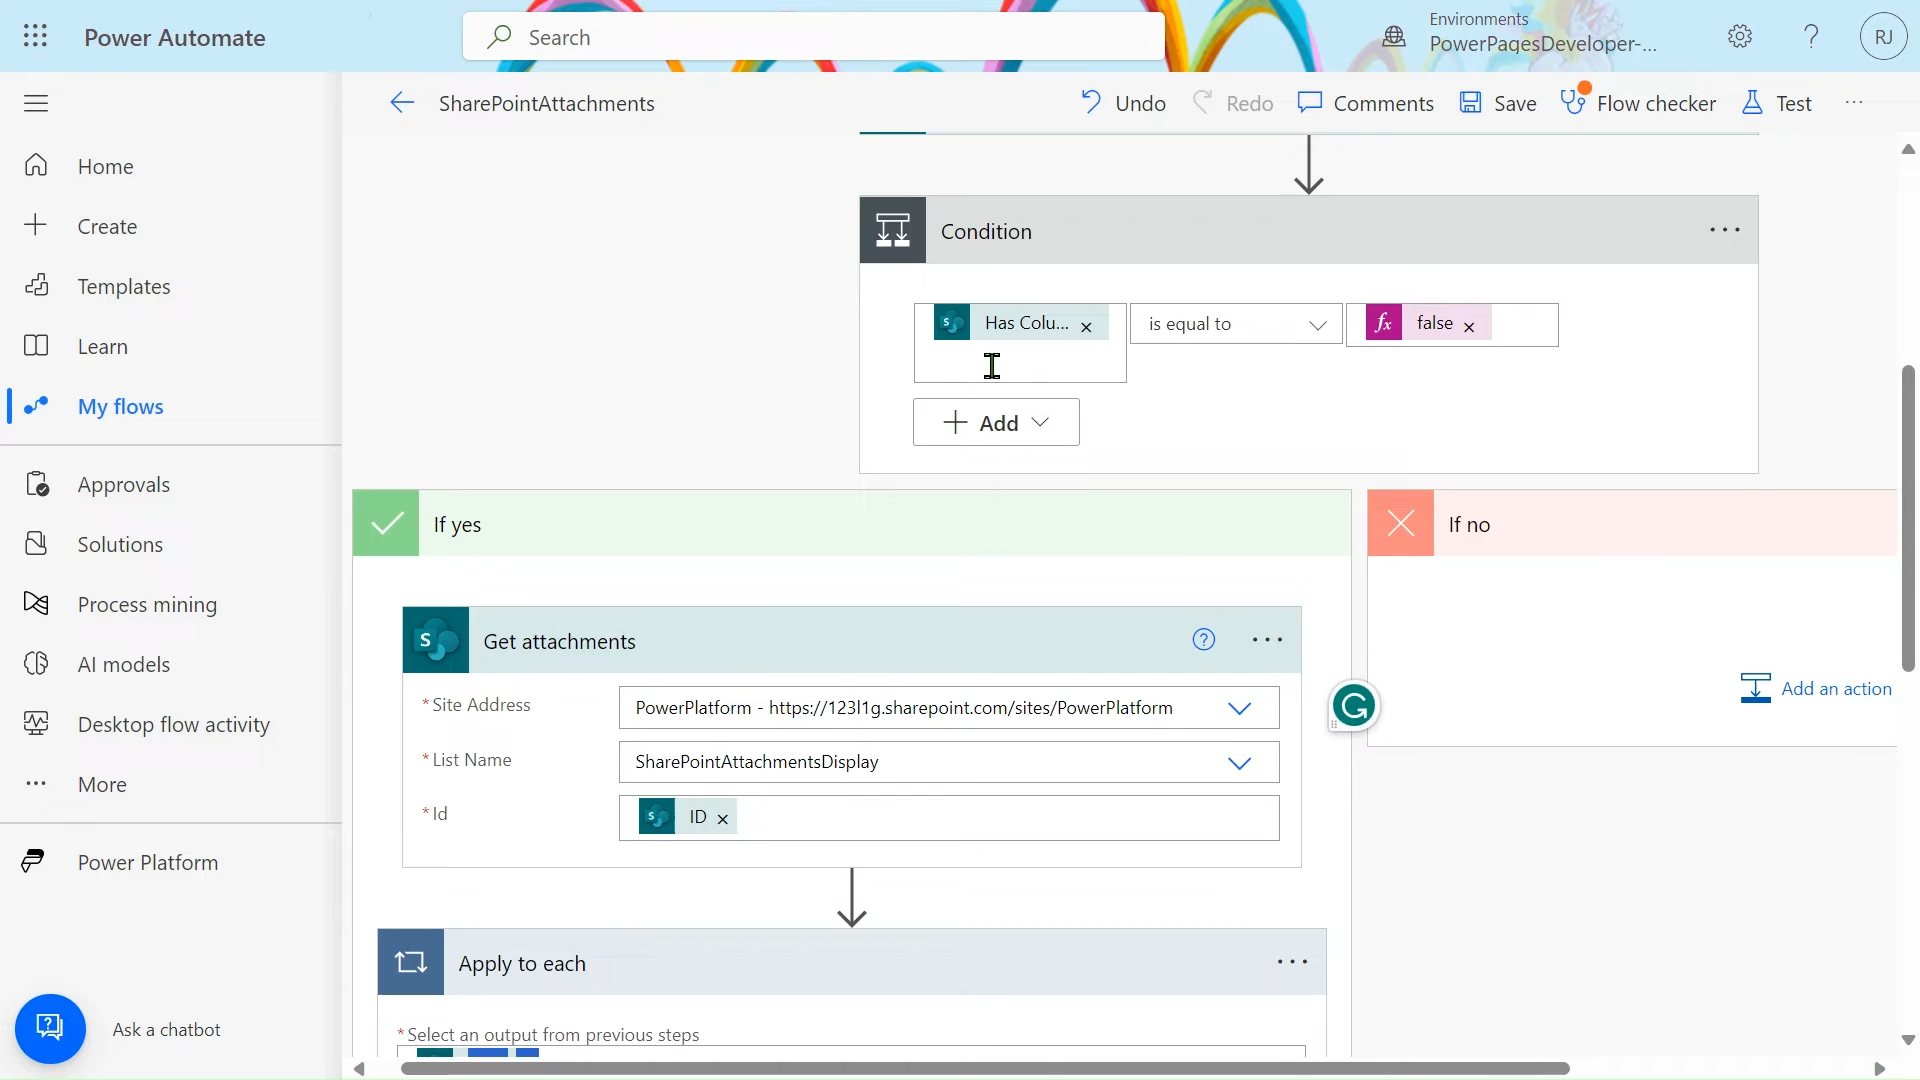 Power Automate
Search
Environments
PowerPagesDeveloper-...
RJ
SharePointAttachments
Undo
Redo
Comments
Save
Flow checker
Test
Home
Create
Templates
Learn
My flows
Approvals
Solutions
Process mining
AI models
Desktop flow activity
More
Power Platform
Ask a chatbot
Condition
Has Colu...
is equal to
fx false
Add
If yes
If no
Get attachments
* Site Address
PowerPlatform - https://123l1g.sharepoint.com/sites/PowerPlatform
* List Name
SharePointAttachmentsDisplay
* Id
ID
Add an action
Apply to each
* Select an output from previous steps